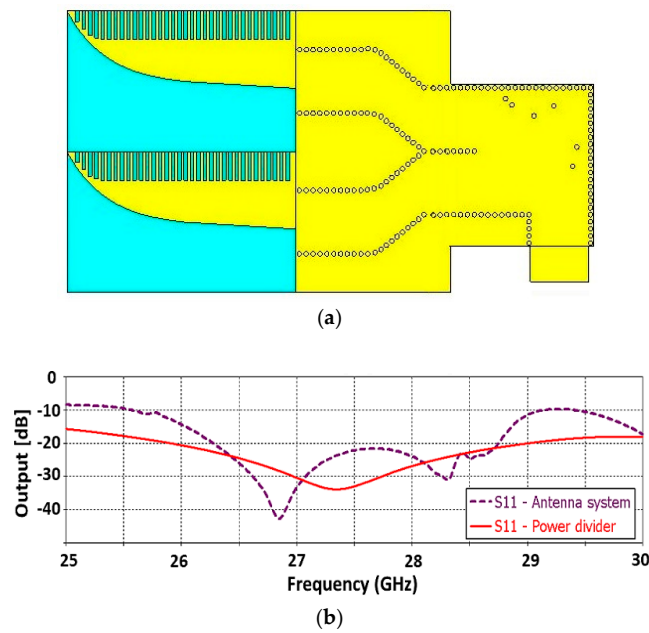 (a)
0
-10
-20
-30
-40
Output [dB]
S11 - Antenna system
S11 - Power divider
25 26 27 28 29 30
Frequency (GHz)
(b)